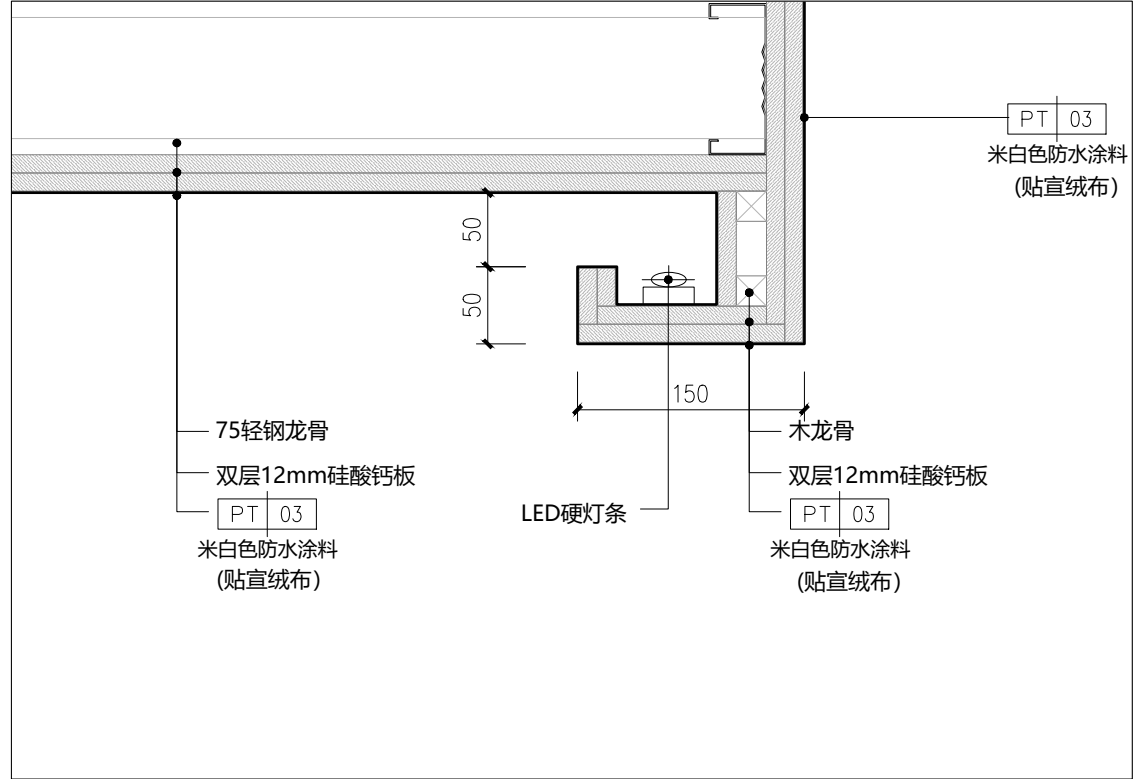 PT 03
米白色防水涂料
(贴宣绒布)
50
50
150
75轻钢龙骨
双层12mm硅酸钙板
PT 03
米白色防水涂料
(贴宣绒布)
LED硬灯条
木龙骨
双层12mm硅酸钙板
PT 03
米白色防水涂料
(贴宣绒布)